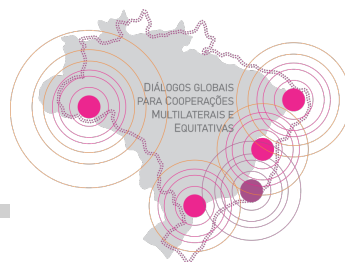 DIÁLOGOS GLOBAIS
PARA COOPERAÇÕES
MULTILATERAIS E
EQUITATIVAS